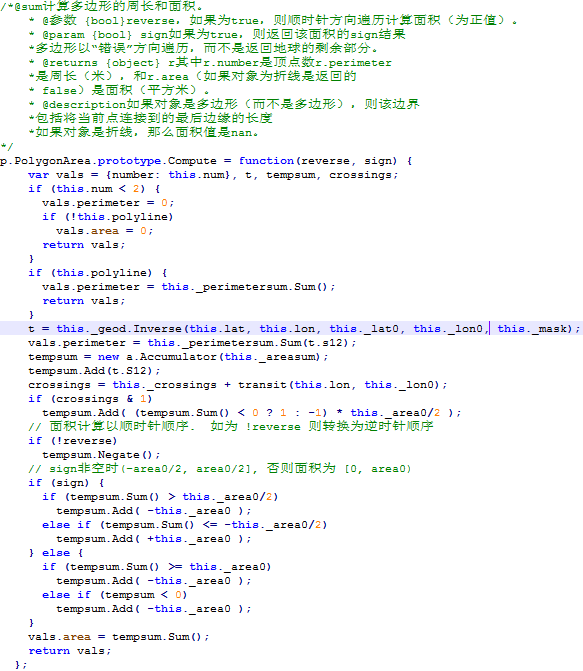 /*@sum计算多边形的周长和面积。
* @参数 {bool}reverse，如果为true，则顺时针方向遍历计算面积（为正值）。
* @param {bool} sign如果为true，则返回该面积的sign结果
*多边形以“错误”方向遍历，而不是返回地球的剩余部分。
* @returns {object} r其中r.number是顶点数r.perimeter
*是周长（米），和r.area（如果对象为折线是返回的
* false）是面积（平方米）。
* @description如果对象是多边形（而不是多边形），则该边界
*包括将当前点连接到的最后边缘的长度
*如果对象是折线，那么面积值是nan。
*/
p.PolygonArea.prototype.Compute = function(reverse, sign) {
var vals = {number: this.num}, t, tempsum, crossings;
if (this.num < 2) {
vals.perimeter = 0;
if (!this.polyline)
vals.area = 0;
return vals;
}
if (this.polyline) {
vals.perimeter = this._perimetersum.Sum();
return vals;
}
t = this._geod.Inverse(this.lat, this.lon, this._lat0, this._lon0, this._mask);
vals.perimeter = this._perimetersum.Sum(t.s12);
tempsum = new a.Accumulator(this._areasum);
tempsum.Add(t.S12);
crossings = this._crossings + transit(this.lon, this._lon0);
if (crossings & 1)
tempsum.Add( (tempsum.Sum() < 0 ? 1 : -1) * this._area0/2 );
// 面积计算以顺时针顺序. 如为 !reverse 则转换为逆时针顺序
if (!reverse)
tempsum.Negate();
// sign非空时(-area0/2, area0/2], 否则面积为 [0, area0)
if (sign) {
if (tempsum.Sum() > this._area0/2)
tempsum.Add( -this._area0 );
else if (tempsum.Sum() <= -this._area0/2)
tempsum.Add( +this._area0 );
} else {
if (tempsum.Sum() >= this._area0)
tempsum.Add( -this._area0 );
else if (tempsum < 0)
tempsum.Add( -this._area0 );
}
vals.area = tempsum.Sum();
return vals;
};